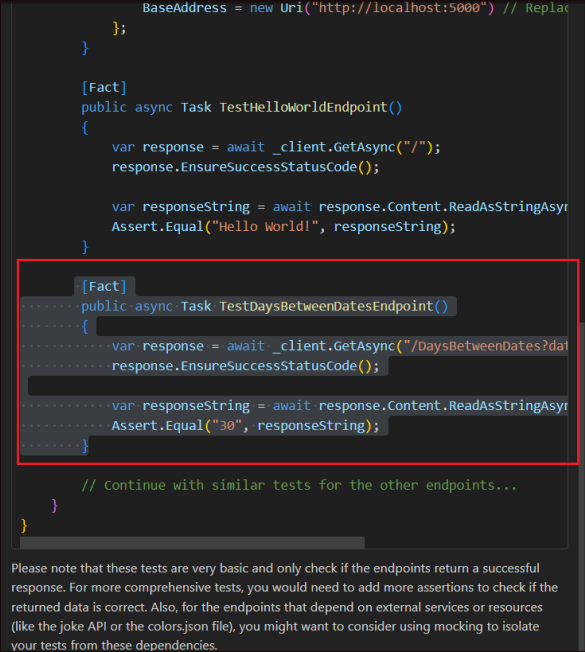 BaseAddress = new Uri("http://localhost:5000") // Replac
};
}
[Fact]
public async Task TestHelloWorldEndpoint()
{
var response = await _client.GetAsync("/");
response.EnsureSuccessStatusCode();
var responseString = await response.Content.ReadAsStringAsyn
Assert.Equal("Hello World!", responseString);
}
[Fact]
public async Task TestDaysBetweenDatesEndpoint()
{
var response = await _client.GetAsync("/DaysBetweenDates?dat
response.EnsureSuccessStatusCode();
var responseString = await response.Content.ReadAsStringAsyn
Assert.Equal("30", responseString);
}
// Continue with similar tests for the other endpoints...
}
}
Please note that these tests are very basic and only check if the endpoints return a successful
response. For more comprehensive tests, you would need to add more assertions to check if the
returned data is correct. Also, for the endpoints that depend on external services or resources
(like the joke API or the colors.json file), you might want to consider using mocking to isolate
your tests from these dependencies.